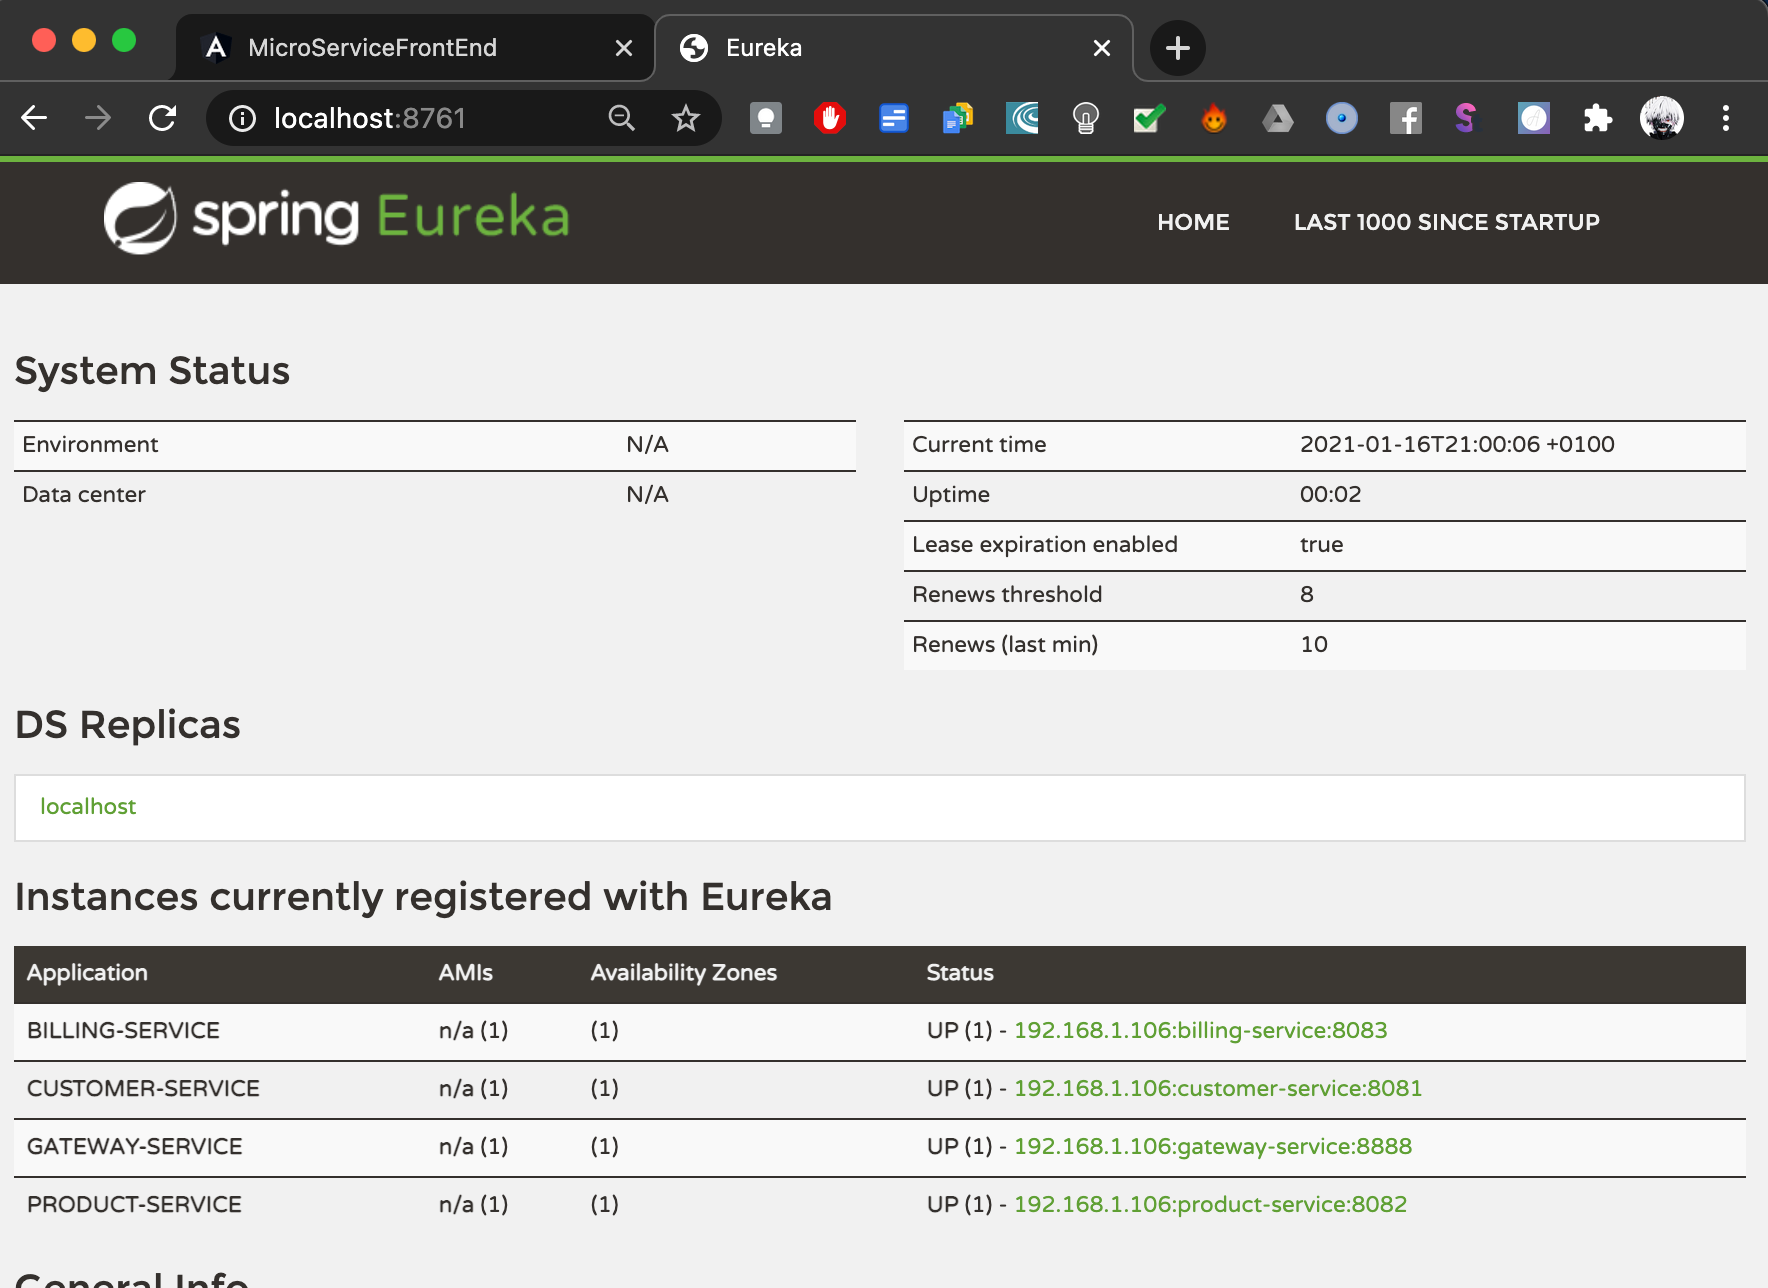 MicroServiceFrontEnd
Eureka
localhost:8761
spring Eureka
HOME LAST 1000 SINCE STARTUP
System Status
Environment N/A
Data center N/A
Current time 2021-01-16T21:00:06 +0100
Uptime 00:02
Lease expiration enabled true
Renews threshold 8
Renews (last min) 10
DS Replicas
localhost
Instances currently registered with Eureka
Application AMIs Availability Zones Status
BILLING-SERVICE n/a (1) (1) UP (1) - 192.168.1.106:billing-service:8083
CUSTOMER-SERVICE n/a (1) (1) UP (1) - 192.168.1.106:customer-service:8081
GATEWAY-SERVICE n/a (1) (1) UP (1) - 192.168.1.106:gateway-service:8888
PRODUCT-SERVICE n/a (1) (1) UP (1) - 192.168.1.106:product-service:8082
General Info